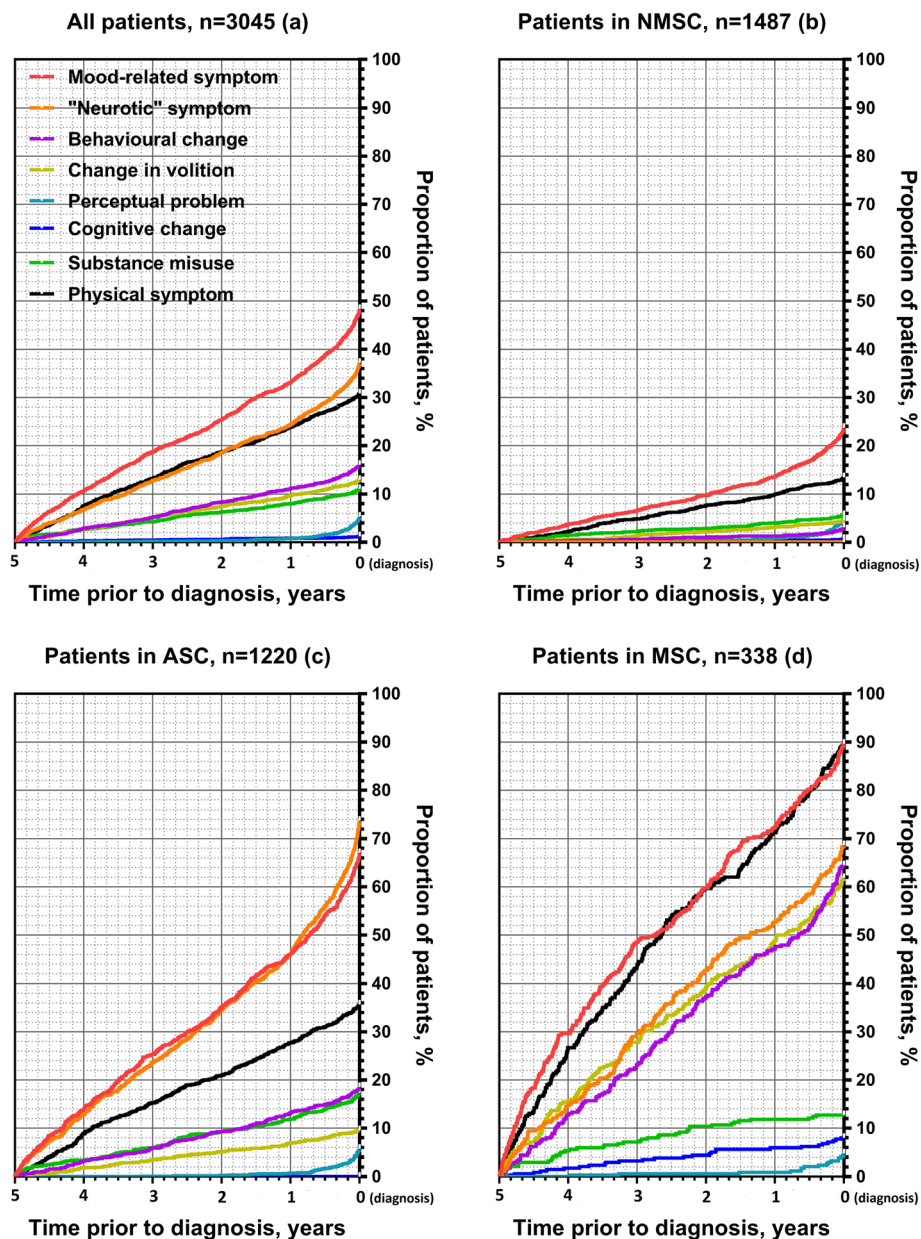 All patients, n=3045 (a)
Mood-related symptom
"Neurotic" symptom
Behavioural change
Change in volition
Perceptual problem
Cognitive change
Substance misuse
Physical symptom
100
90
80
70
60
50
40
30
20
10
0
Proportion of patients, %
5 4 3 2 1 0 (diagnosis)
Time prior to diagnosis, years
Patients in NMSC, n=1487 (b)
100
90
80
70
60
50
40
30
20
10
0
Proportion of patients, %
5 4 3 2 1 0 (diagnosis)
Time prior to diagnosis, years
Patients in ASC, n=1220 (c)
100
90
80
70
60
50
40
30
20
10
0
Proportion of patients, %
5 4 3 2 1 0 (diagnosis)
Time prior to diagnosis, years
Patients in MSC, n=338 (d)
100
90
80
70
60
50
40
30
20
10
0
Proportion of patients, %
5 4 3 2 1 0 (diagnosis)
Time prior to diagnosis, years